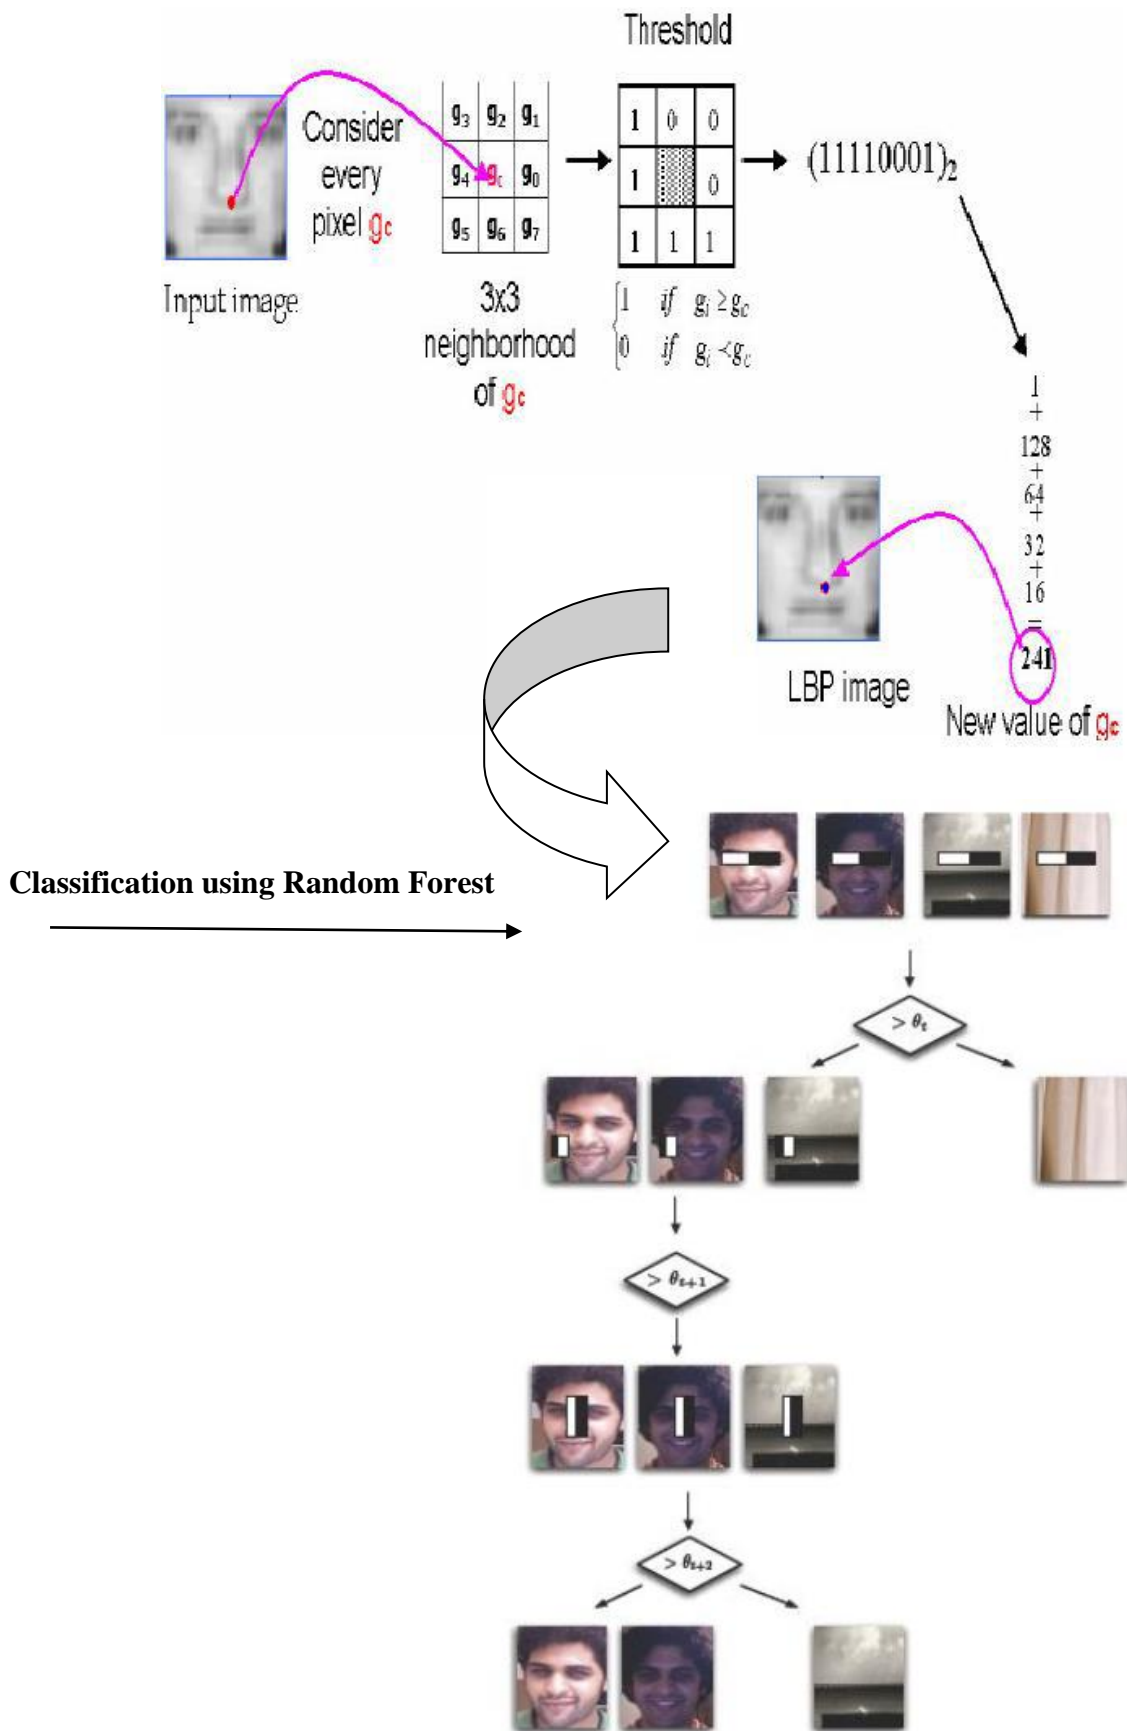 Threshold
Consider
every
pixel gc
g3 g2 g1
g4 gc g0
g5 g6 g7
1 0 0
1 0
1 1 1
(11110001)2
Input image
3x3
neighborhood
of gc
1 if gi ≥ gc
0 if gi < gc
1
+
128
+
64
+
32
+
16
=
241
LBP image
New value of gc
Classification using Random Forest
> θt
> θt+1
> θt+2